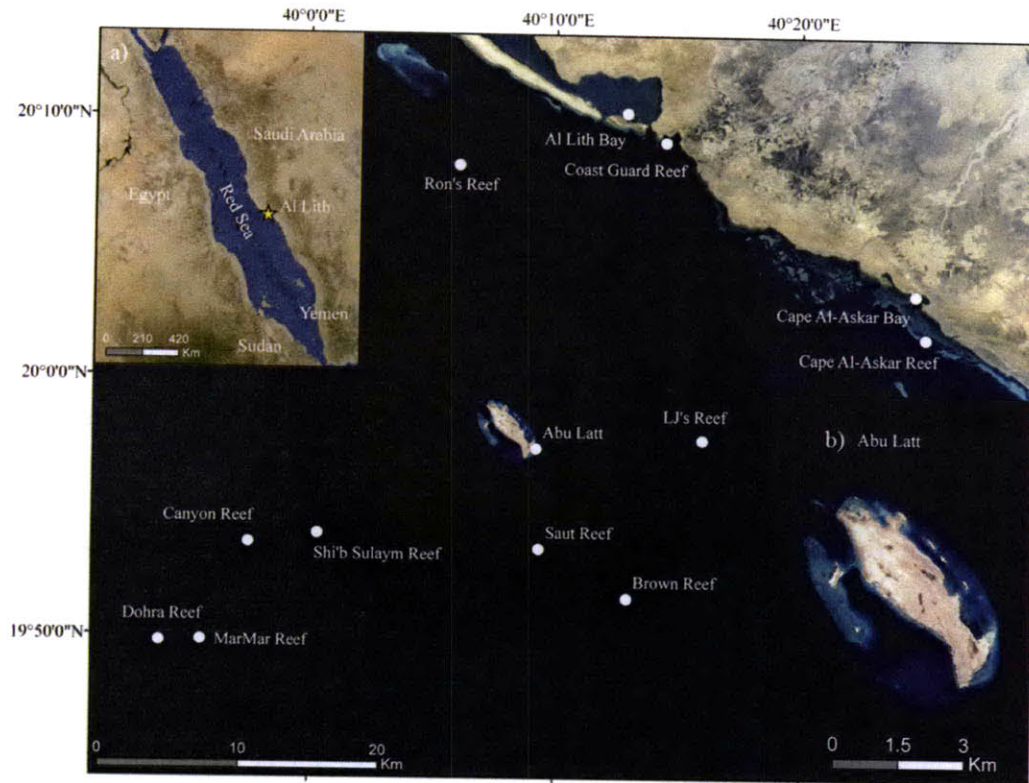 40°0'0"E
40°10'0"E
40°20'0"E
a)
20°10'0"N
Saudi Arabia
Egypt
Red Sea
Al Lith
Yemen
Sudan
0 210 420
Km
Al Lith Bay
Coast Guard Reef
Ron's Reef
Cape Al-Askar Bay
Cape Al-Askar Reef
20°0'0"N
LJ's Reef
Abu Latt
b) Abu Latt
Canyon Reef
Shi'b Sulaym Reef
Saut Reef
Brown Reef
Dohra Reef
19°50'0"N
MarMar Reef
0 10 20
Km
0 1.5 3
Km